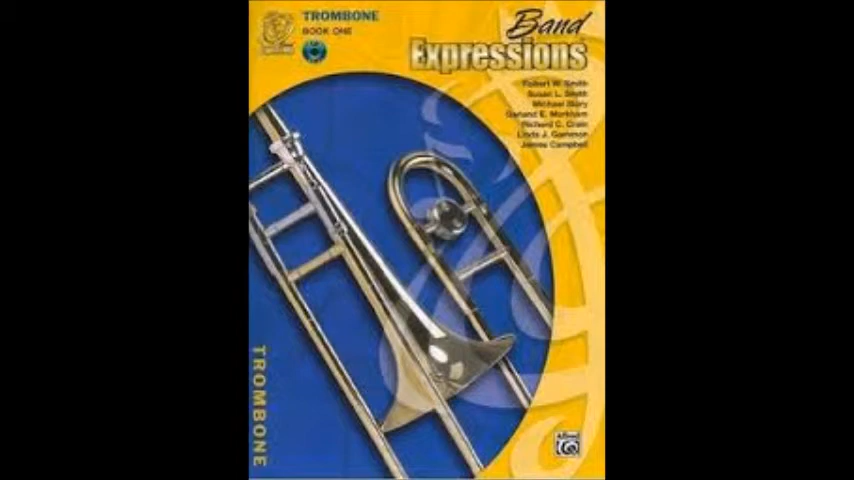 TROMBONE
BOOK ONE
Band
Expressions
Robert W. Smith
Susan L. Smith
Michael Story
Garland E. Markham
Richard C. Crain
Linda J. Gammon
James Campbell
TROMBONE
Alfred